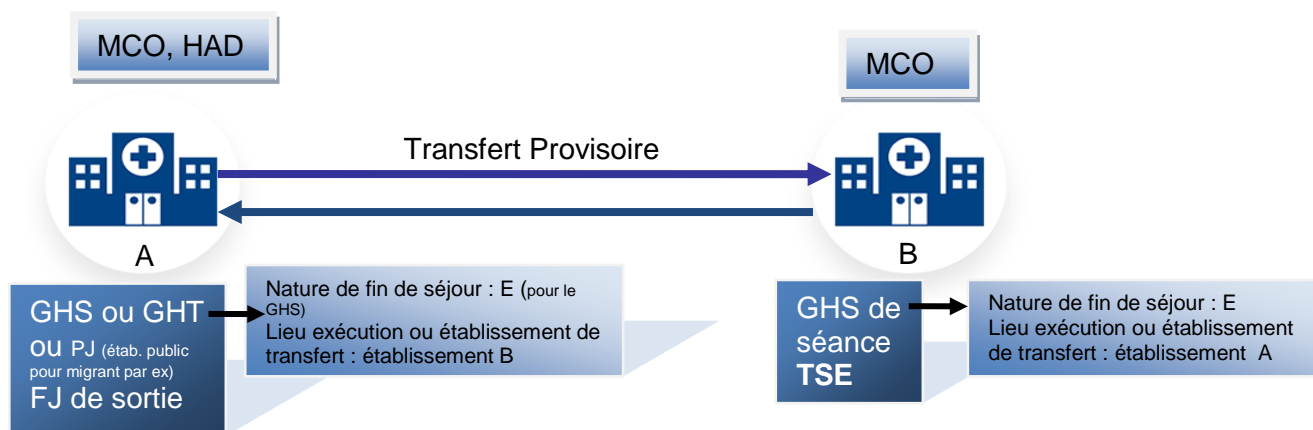 MCO, HAD
MCO
Transfert Provisoire
A
B
GHS ou GHT
ou PJ (étab. public
pour migrant par ex)
FJ de sortie
Nature de fin de séjour : E (pour le
GHS)
Lieu exécution ou établissement de
transfert : établissement B
GHS de
séance
TSE
Nature de fin de séjour : E
Lieu exécution ou établissement
de transfert : établissement A